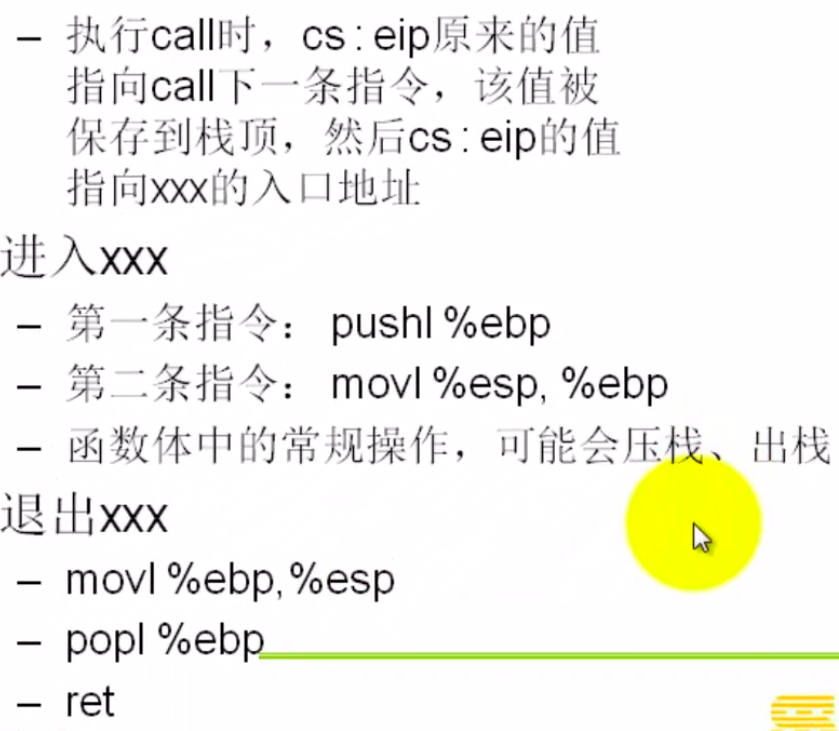 – 执行call时，cs:eip原来的值
指向call下一条指令，该值被
保存到栈顶，然后cs:eip的值
指向xxx的入口地址
进入xxx
– 第一条指令： pushl %ebp
– 第二条指令： movl %esp, %ebp
– 函数体中的常规操作，可能会压栈、出栈
退出xxx
– movl %ebp,%esp
– popl %ebp
– ret